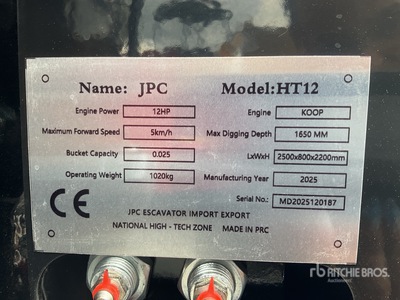 Name: JPC Model:HT12
Engine Power 12HP Engine KOOP
Maximum Forward Speed 5km/h Max Digging Depth 1650 MM
Bucket Capacity 0.025 LxWxH 2500x800x2200mm
Operating Weight 1020kg Manufacturing Year 2025
Serial No.: MD2025120187
CE
JPC ESCAVATOR IMPORT EXPORT
NATIONAL HIGH - TECH ZONE MADE IN PRC
rb RITCHIE BROS.